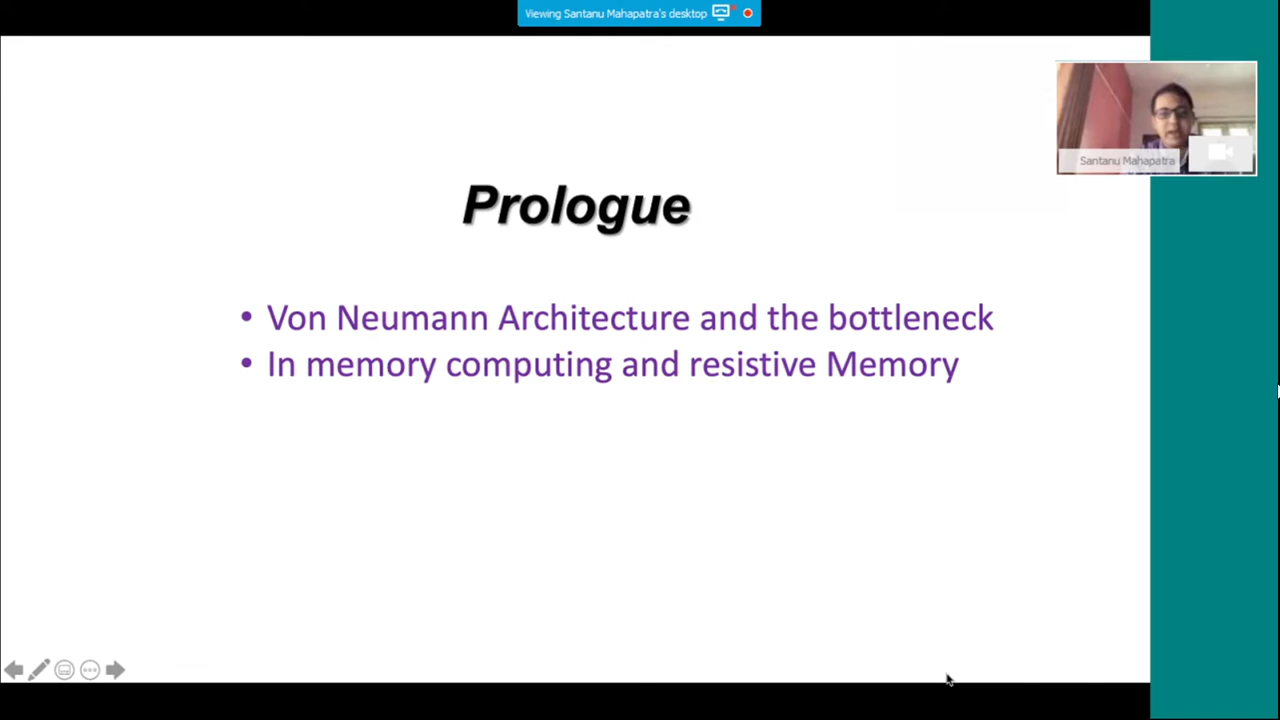 Viewing Santanu Mahapatra's desktop
Santanu Mahapatra
Prologue
• Von Neumann Architecture and the bottleneck
• In memory computing and resistive Memory